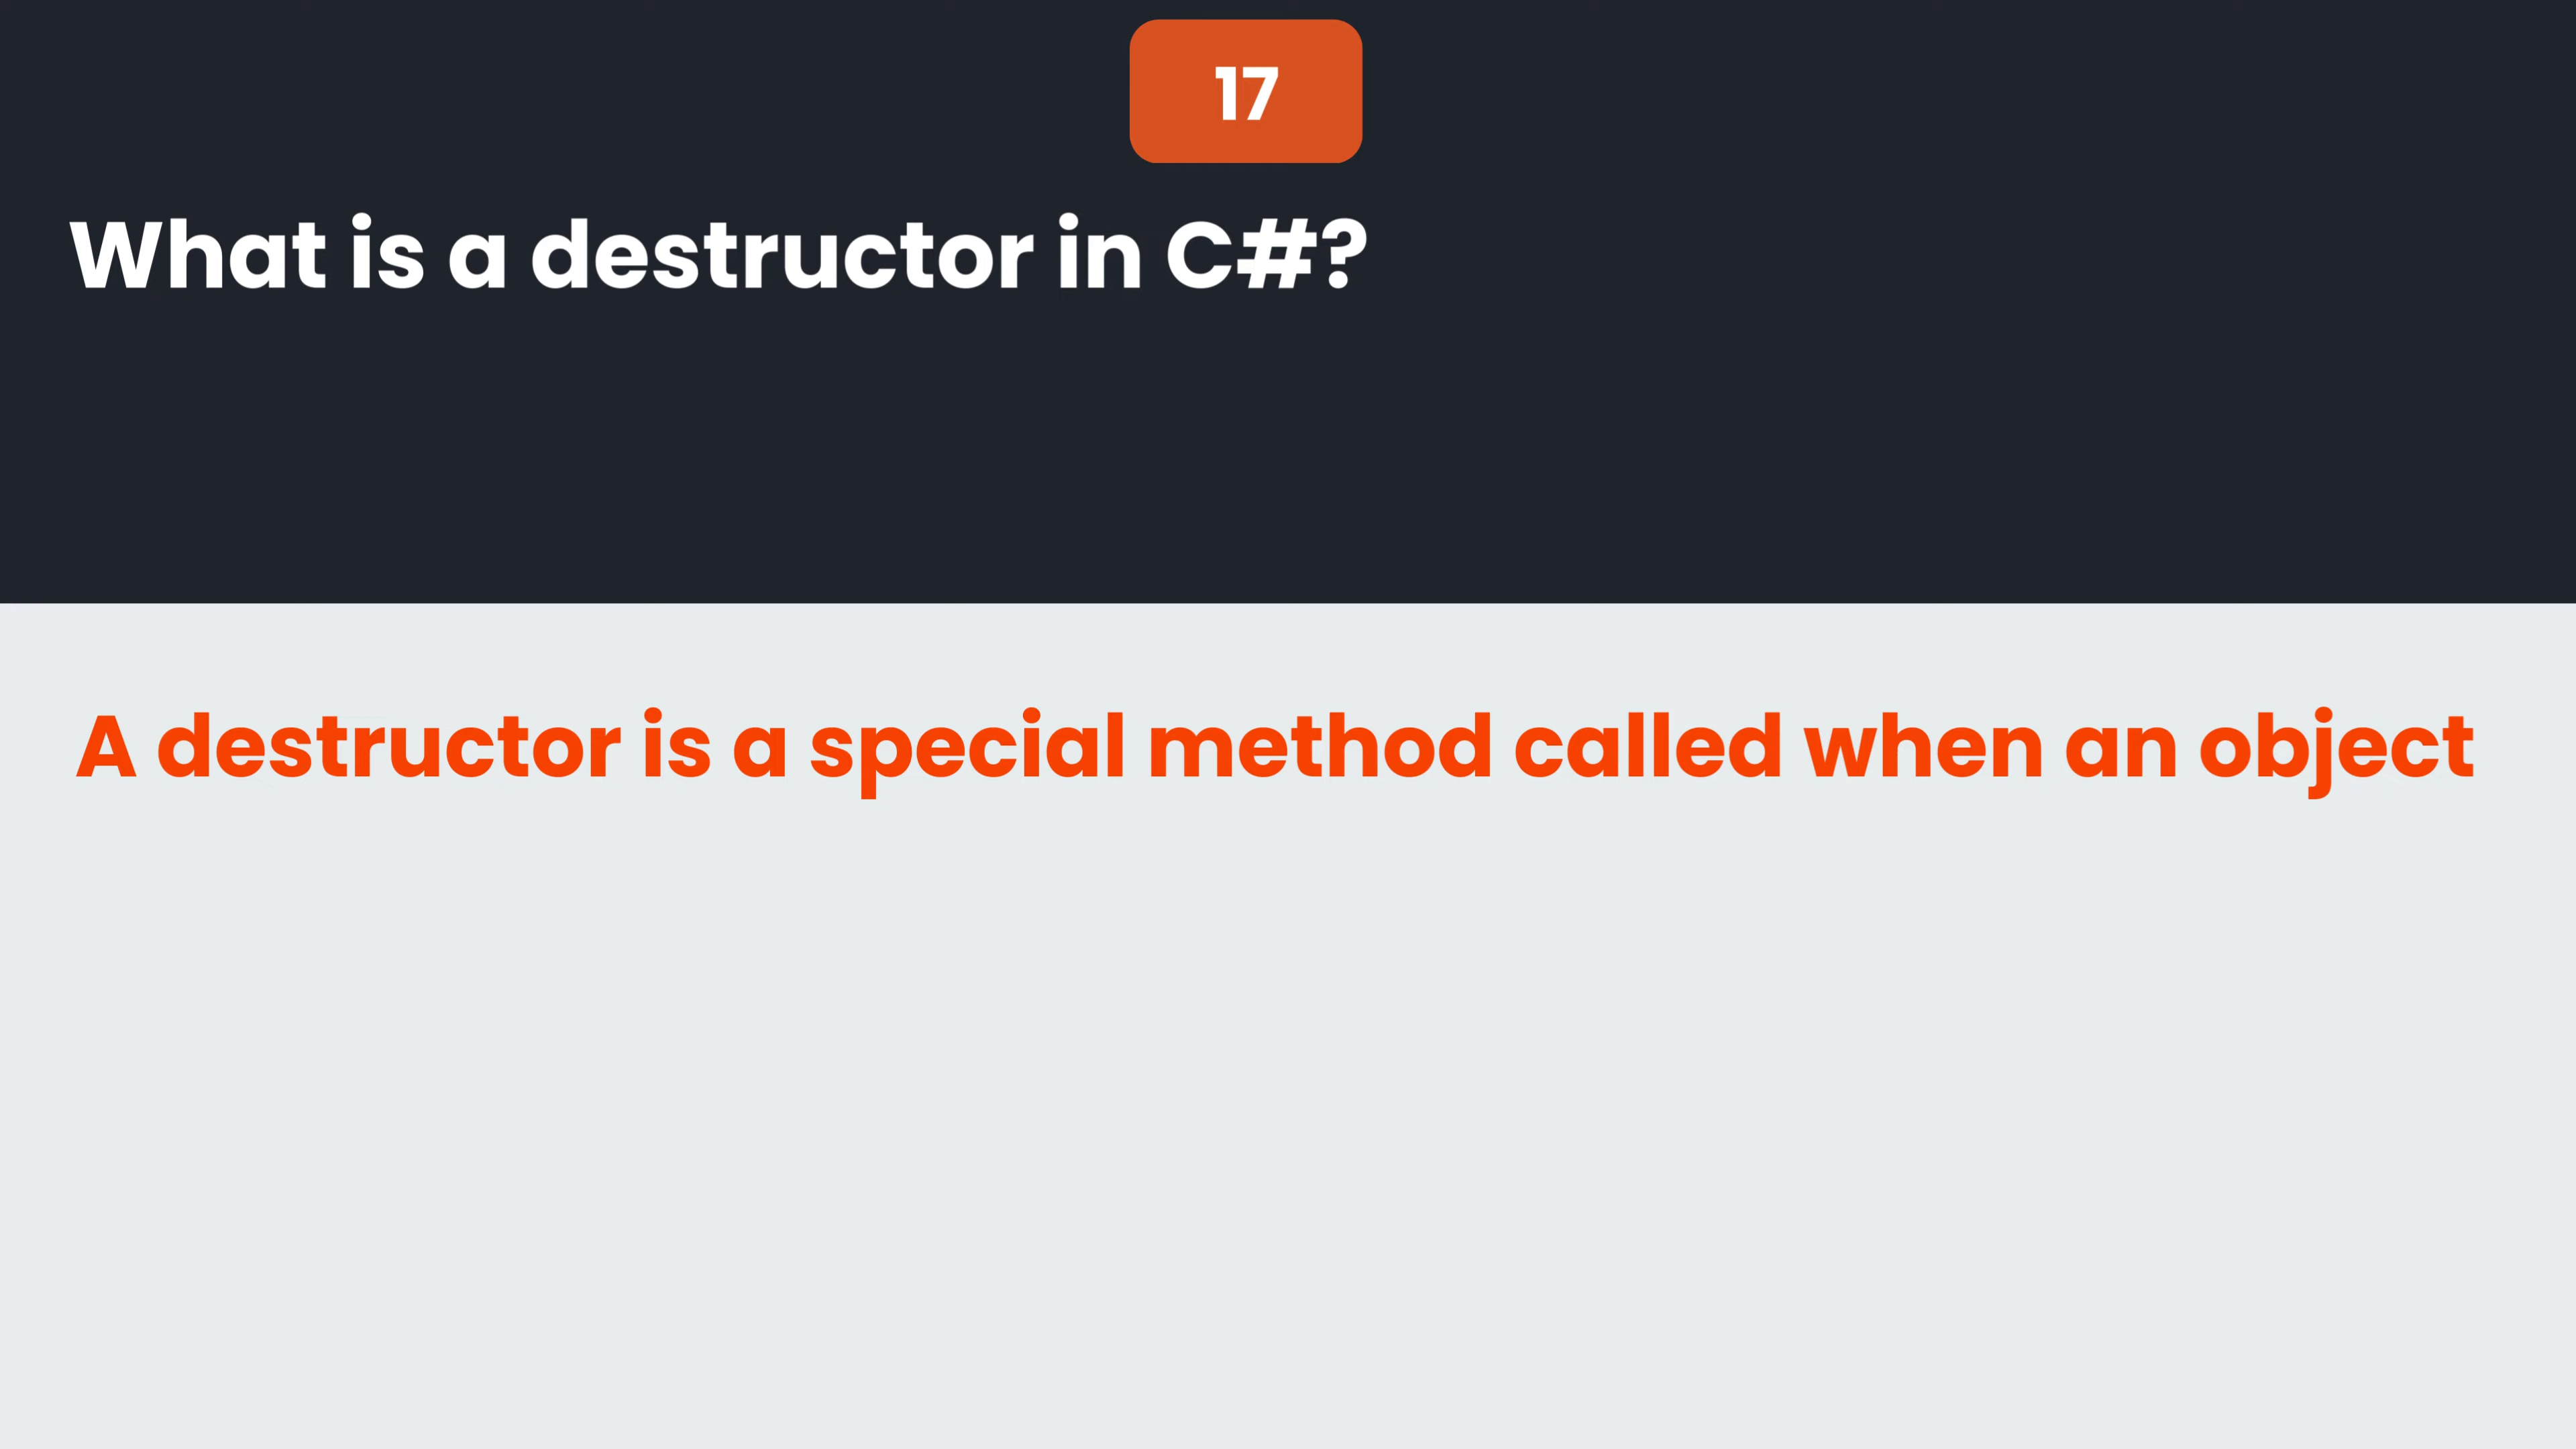 17
What is a destructor in C#?
A destructor is a special method called when an object